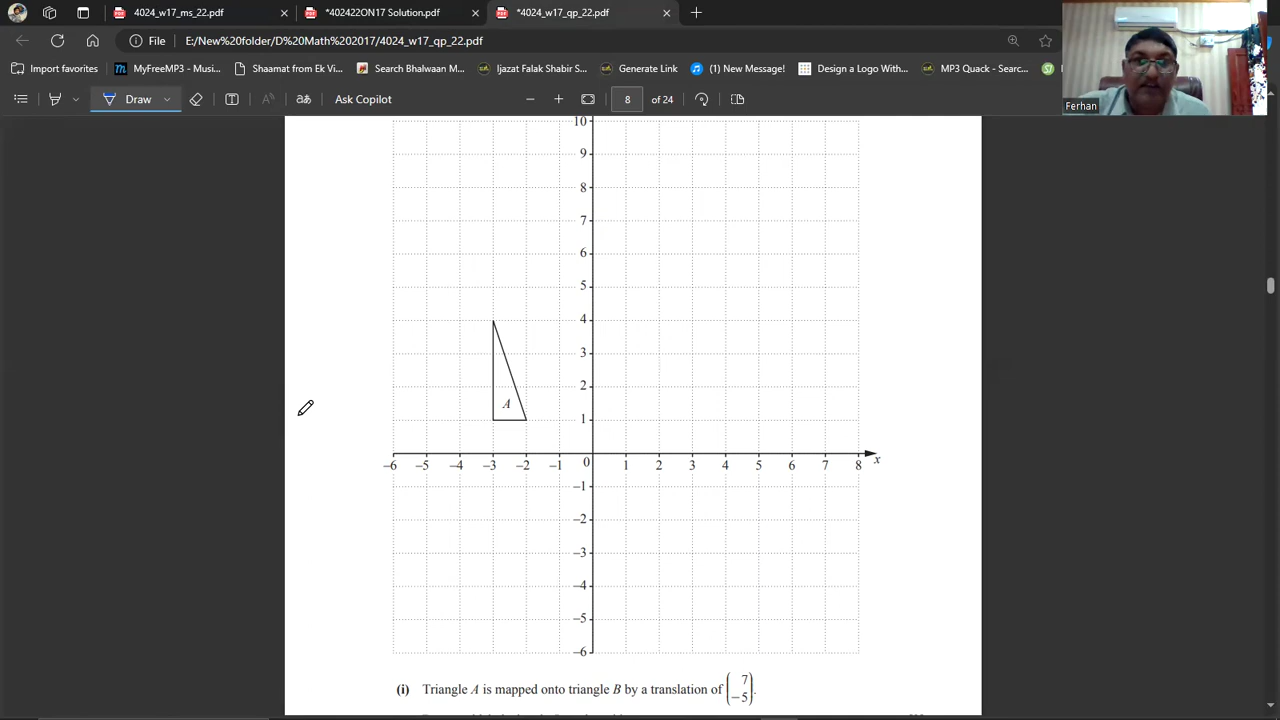 4024_w17_ms_22.pdf
*402422ON17 Solution.pdf
*4024_w17_qp_22.pdf
File
E:/New%20folder/D%20Math%202017/4024_w17_qp_22.pdf
Import favorites
MyFreeMP3 - Musi...
Shamat from Ek Vi...
Search Bhalwaan M...
Ijazat Falak Shabir S...
Generate Link
(1) New Message!
Design a Logo With...
MP3 Quack - Searc...
Draw
Ask Copilot
8 of 24
Ferhan
10
9
8
7
6
5
4
3
2
1
A
-6 -5 -4 -3 -2 -1 0 1 2 3 4 5 6 7 8 x
-1
-2
-3
-4
-5
-6
(i) Triangle A is mapped onto triangle B by a translation of (7 -5).